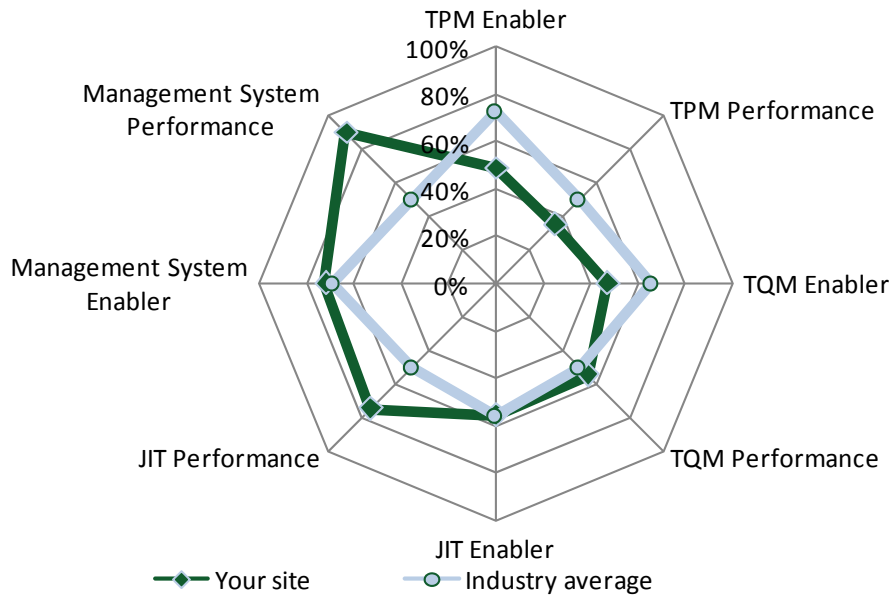 TPM Enabler
100%
Management System
Performance
80%
TPM Performance
60%
40%
20%
Management System
Enabler
0%
TQM Enabler
JIT Performance
TQM Performance
JIT Enabler
Your site
Industry average